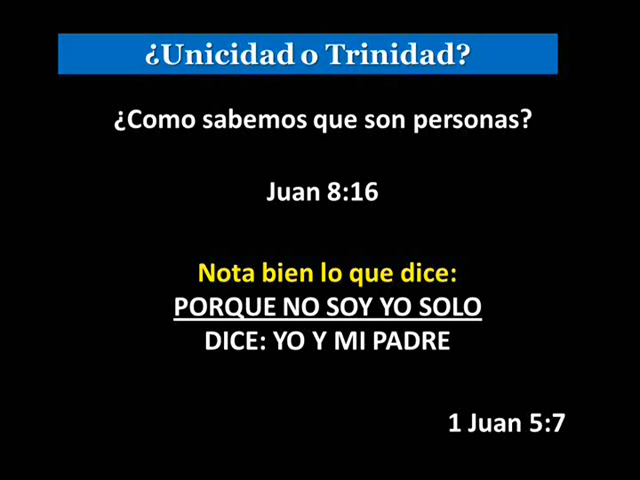 ¿Unicidad o Trinidad?
¿Como sabemos que son personas?
Juan 8:16
Nota bien lo que dice:
PORQUE NO SOY YO SOLO
DICE: YO Y MI PADRE
1 Juan 5:7